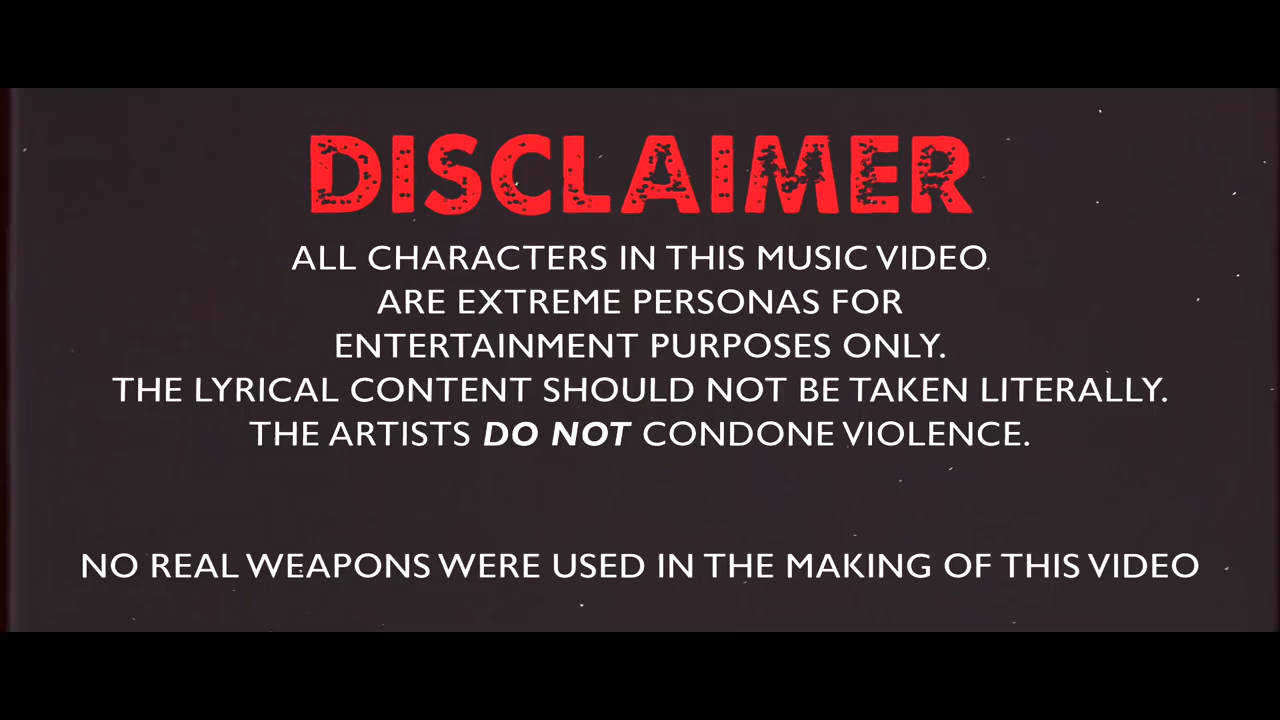 DISCLAIMER
ALL CHARACTERS IN THIS MUSIC VIDEO
ARE EXTREME PERSONAS FOR
ENTERTAINMENT PURPOSES ONLY.
THE LYRICAL CONTENT SHOULD NOT BE TAKEN LITERALLY.
THE ARTISTS DO NOT CONDONE VIOLENCE.
NO REAL WEAPONS WERE USED IN THE MAKING OF THIS VIDEO